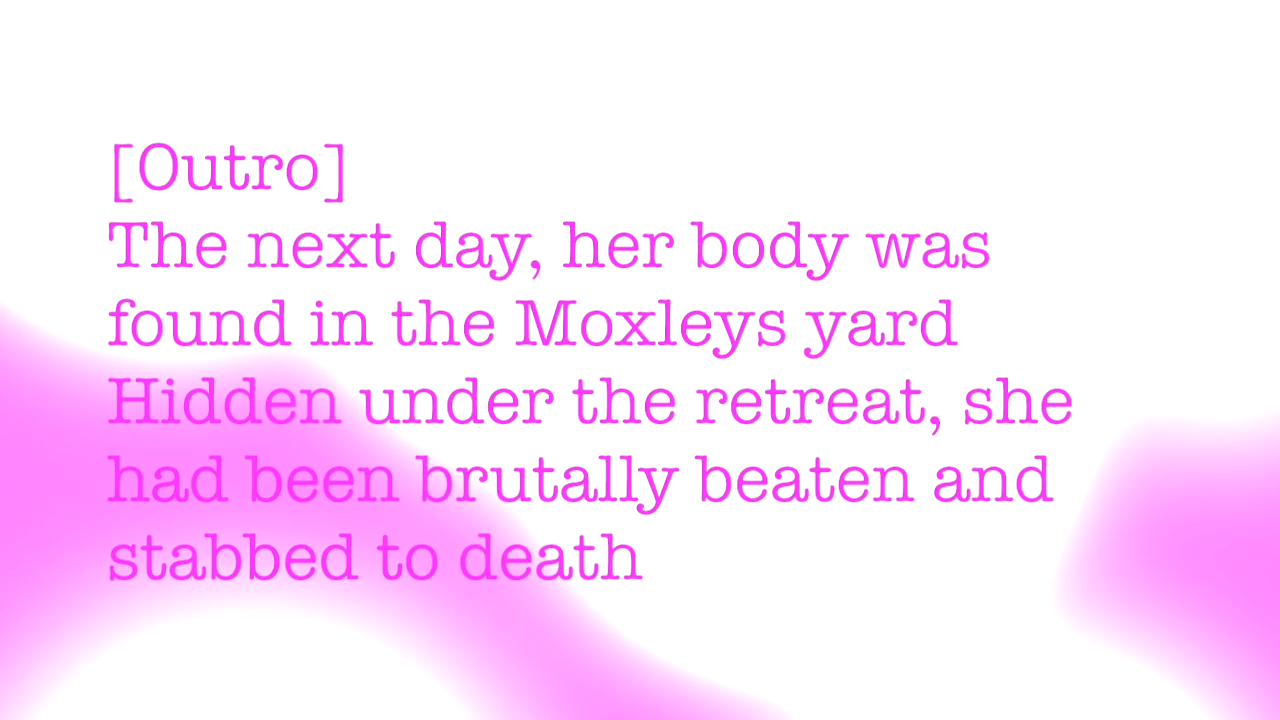 [Outro]
The next day, her body was
found in the Moxleys yard
Hidden under the retreat, she
had been brutally beaten and
stabbed to death